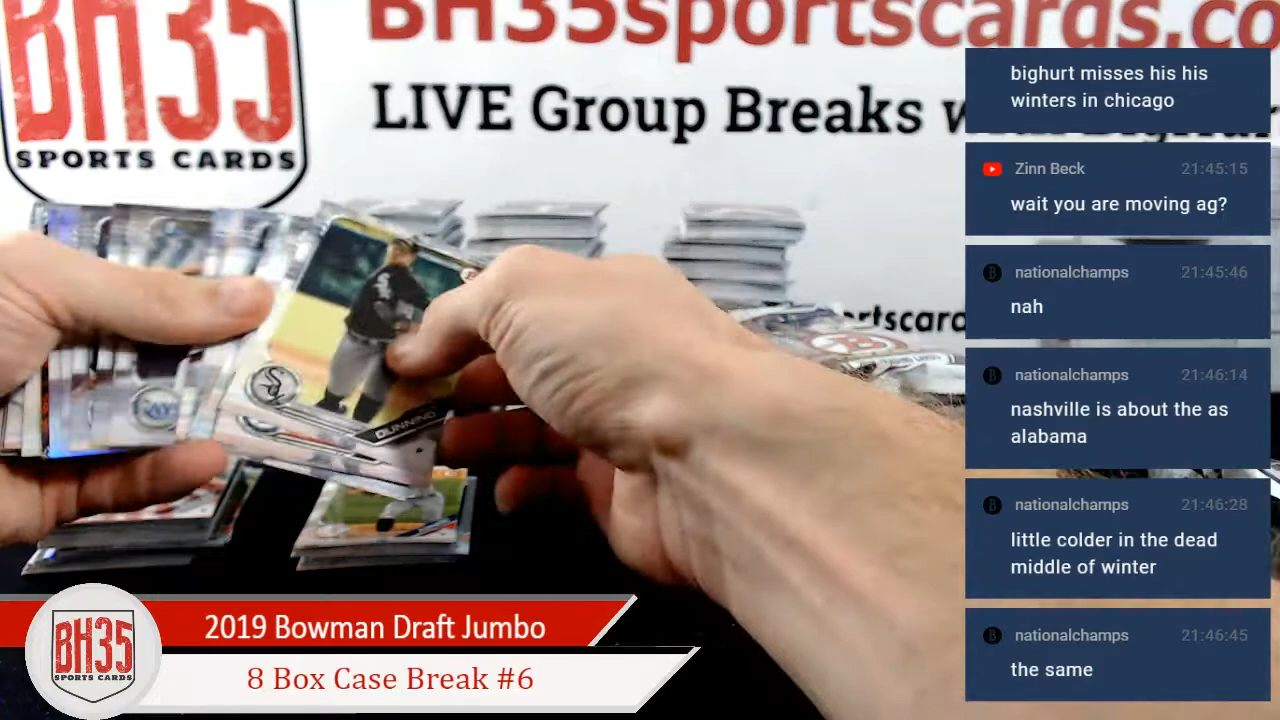 BH35
SPORTS CARDS
BH35sportscards.co
LIVE Group Breaks
Sox
DUNNING
bighurt misses his his
winters in chicago
Zinn Beck 21:45:15
wait you are moving ag?
nationalchamps 21:45:46
nah
nationalchamps 21:46:14
nashville is about the as
alabama
nationalchamps 21:46:28
little colder in the dead
middle of winter
nationalchamps 21:46:45
the same
BH35
SPORTS CARDS
2019 Bowman Draft Jumbo
8 Box Case Break #6